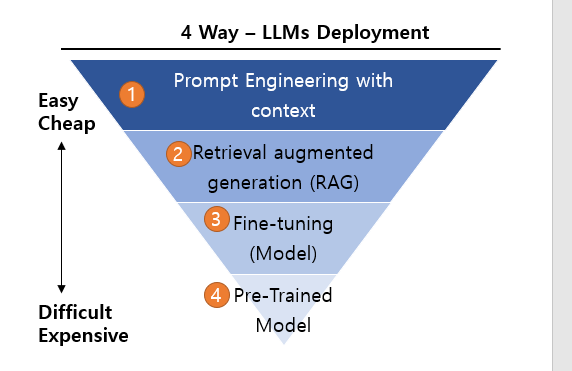 4 Way – LLMs Deployment
Easy
Cheap
1 Prompt Engineering with
context
2 Retrieval augmented
generation (RAG)
3 Fine-tuning
(Model)
4 Pre-Trained
Model
Difficult
Expensive